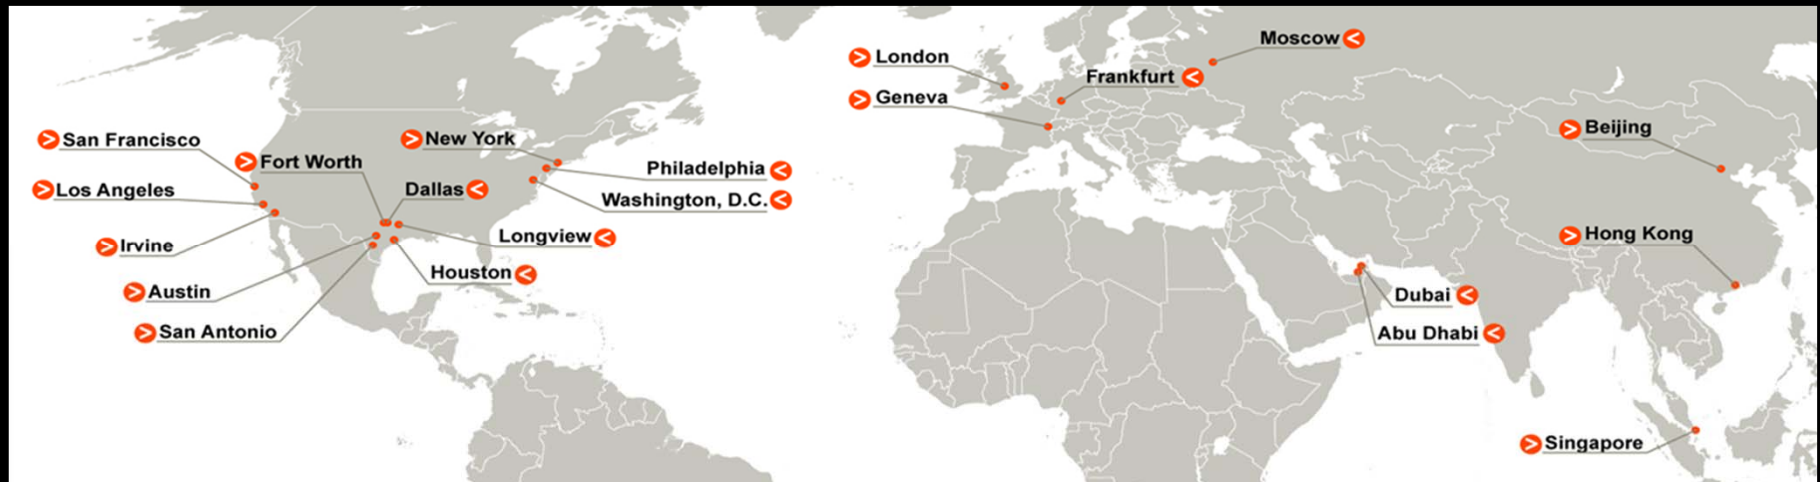 San Francisco
Los Angeles
Irvine
Austin
San Antonio
Fort Worth
New York
Dallas
Philadelphia
Washington, D.C.
Longview
Houston
London
Geneva
Frankfurt
Moscow
Dubai
Abu Dhabi
Beijing
Hong Kong
Singapore